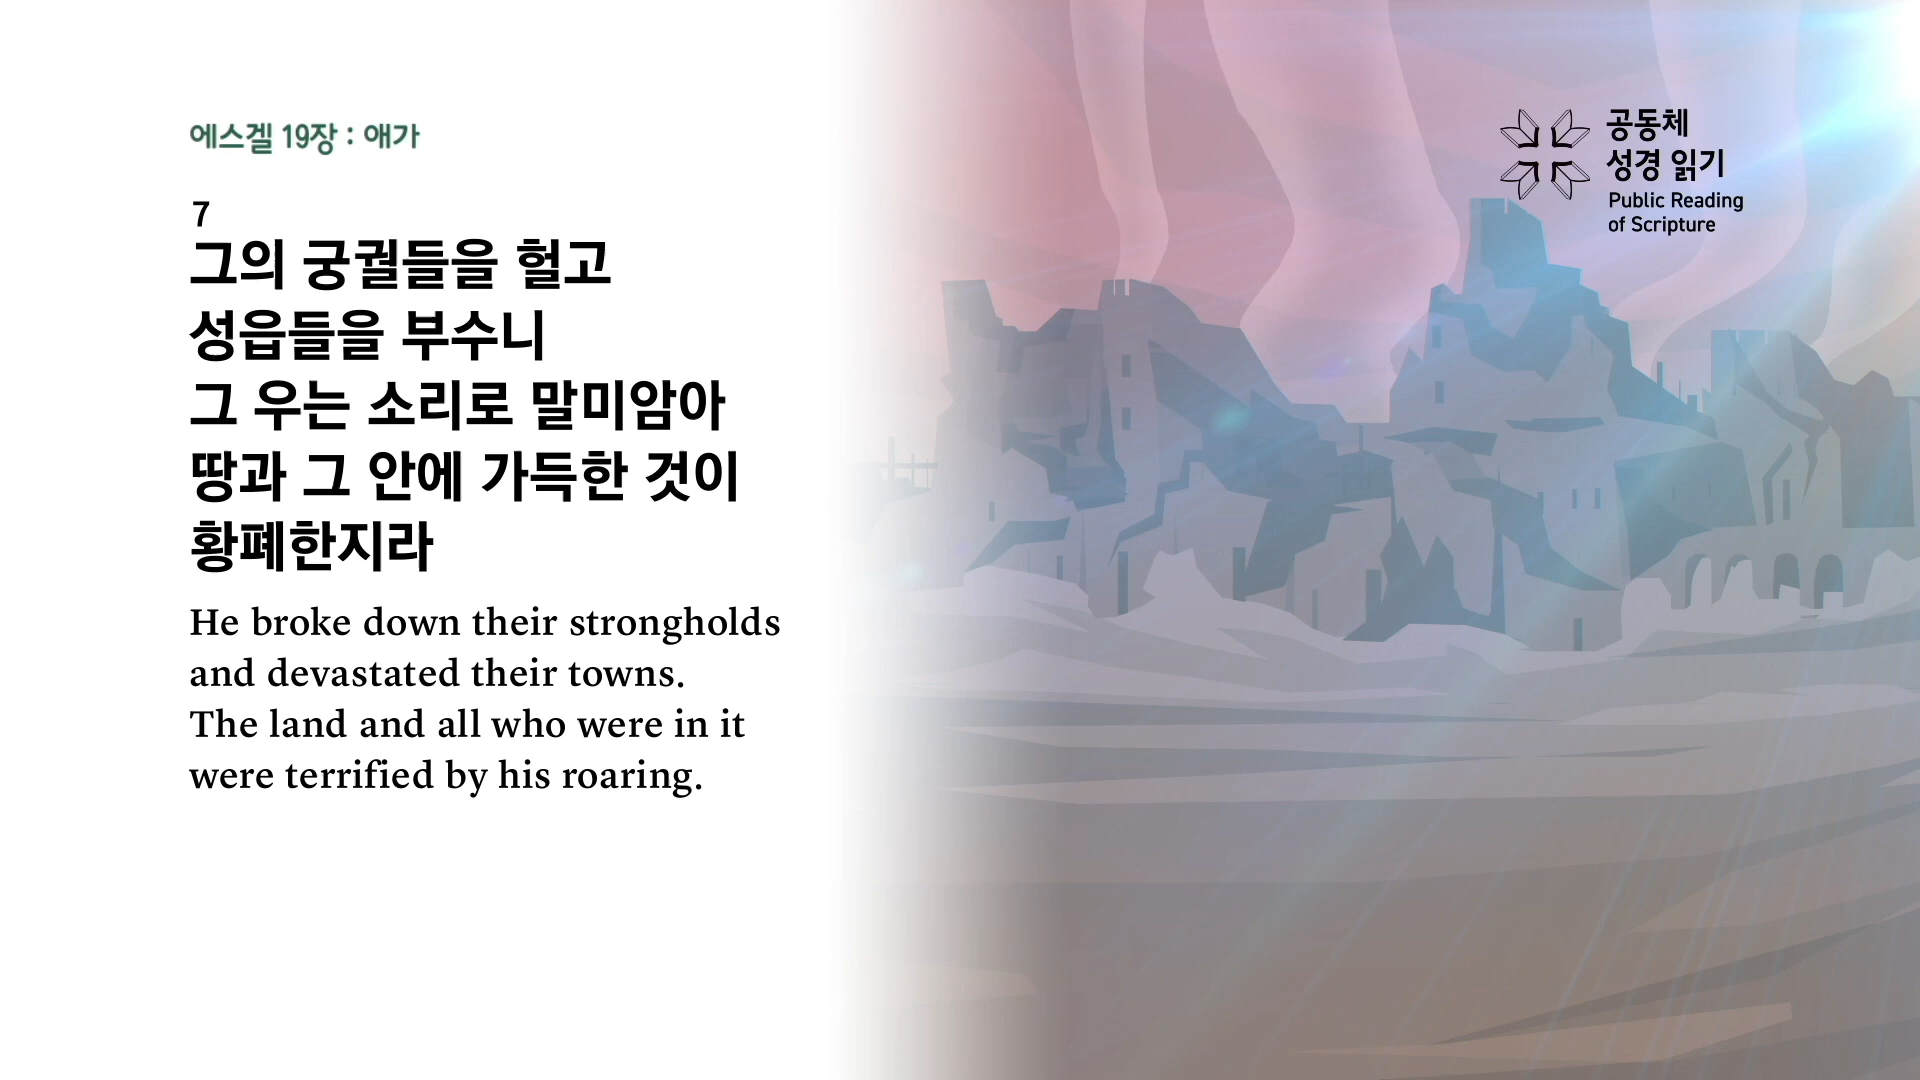 에스겔 19장 : 애가
7
그의 궁궐들을 헐고
성읍들을 부수니
그 우는 소리로 말미암아
땅과 그 안에 가득한 것이
황폐한지라
He broke down their strongholds
and devastated their towns.
The land and all who were in it
were terrified by his roaring.
공동체
성경 읽기
Public Reading
of Scripture